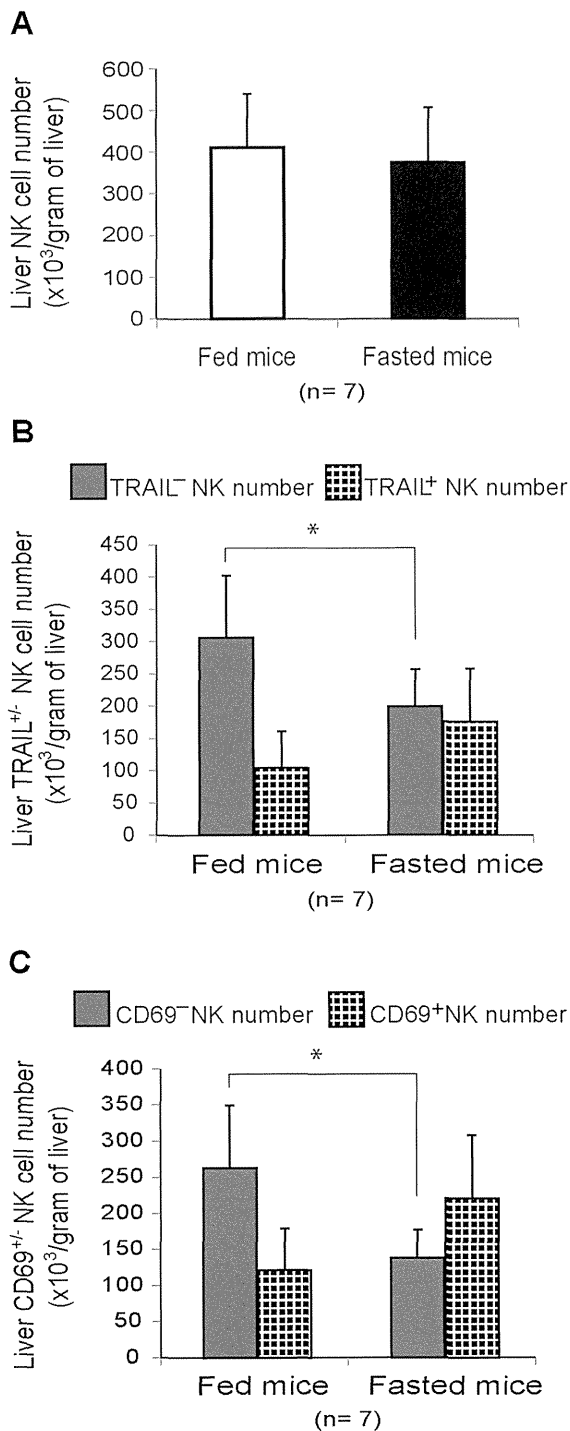 A
Liver NK cell number
(x10³/gram of liver)
600
500
400
300
200
100
0
Fed mice Fasted mice
(n= 7)
B
TRAIL⁻ NK number TRAIL⁺ NK number
Liver TRAIL⁺/⁻ NK cell number
(x10³/gram of liver)
450
400
350
300
250
200
150
100
50
0
*
Fed mice Fasted mice
(n= 7)
C
CD69⁻NK number CD69⁺NK number
Liver CD69⁺/⁻ NK cell number
(x10³/gram of liver)
400
350
300
250
200
150
100
50
0
*
Fed mice Fasted mice
(n= 7)